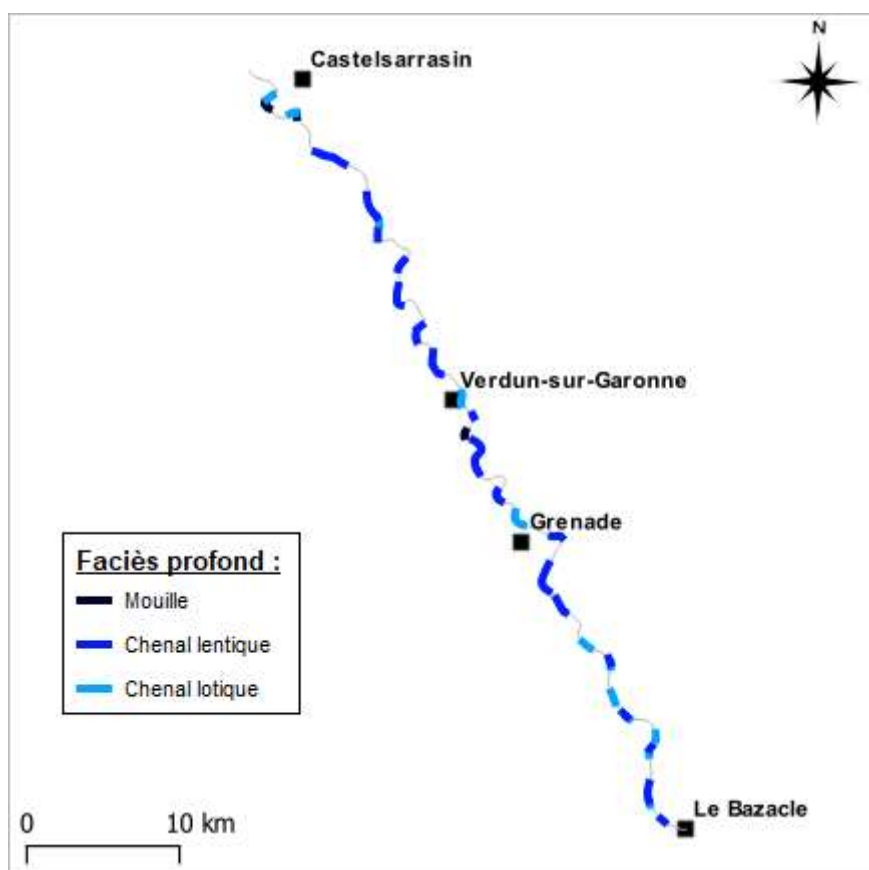 N
Castelsarrasin
Verdun-sur-Garonne
Grenade
Faciès profond :
Mouille
Chenal lentique
Chenal lotique
Le Bazacle
0 10 km